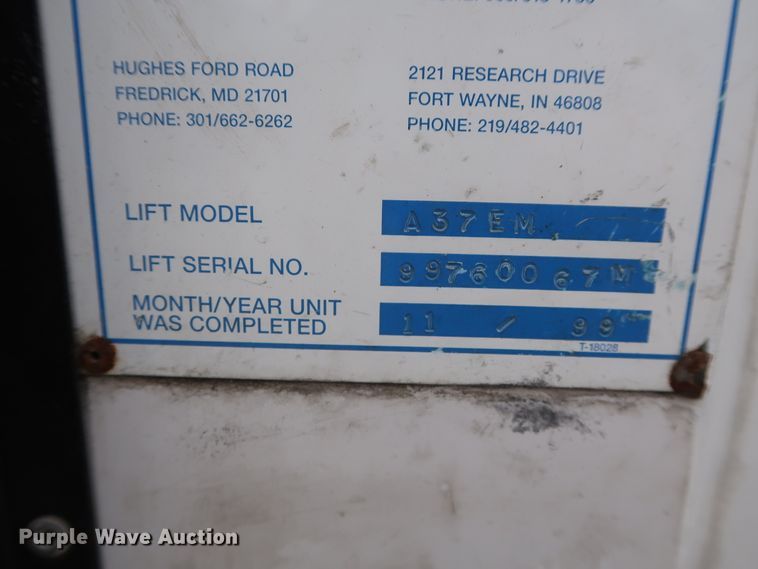 HUGHES FORD ROAD
FREDRICK, MD 21701
PHONE: 301/662-6262
2121 RESEARCH DRIVE
FORT WAYNE, IN 46808
PHONE: 219/482-4401
LIFT MODEL A37EM
LIFT SERIAL NO. 99760067M
MONTH/YEAR UNIT
WAS COMPLETED 11 / 99
T-18028
Purple Wave Auction